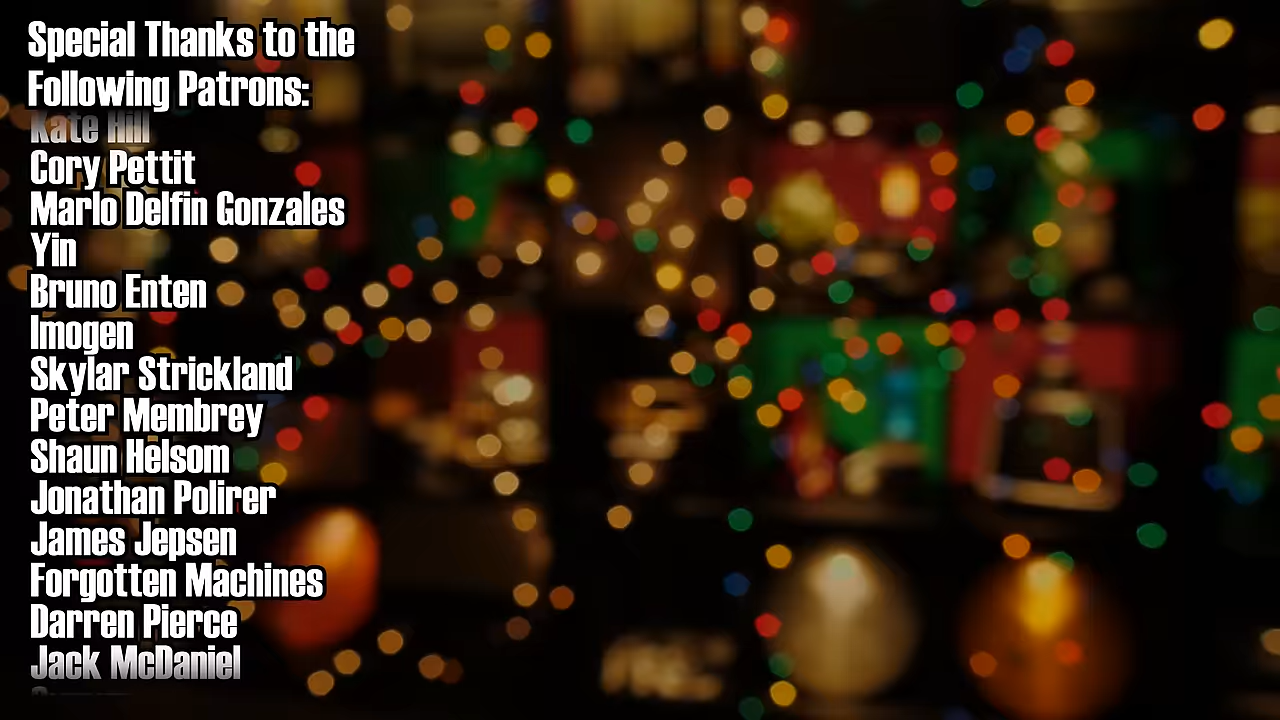 Special Thanks to the
Following Patrons:
Kate Hill
Cory Pettit
Marlo Delfin Gonzales
Yin
Bruno Enten
Imogen
Skylar Strickland
Peter Membrey
Shaun Helsom
Jonathan Polirer
James Jepsen
Forgotten Machines
Darren Pierce
Jack McDaniel